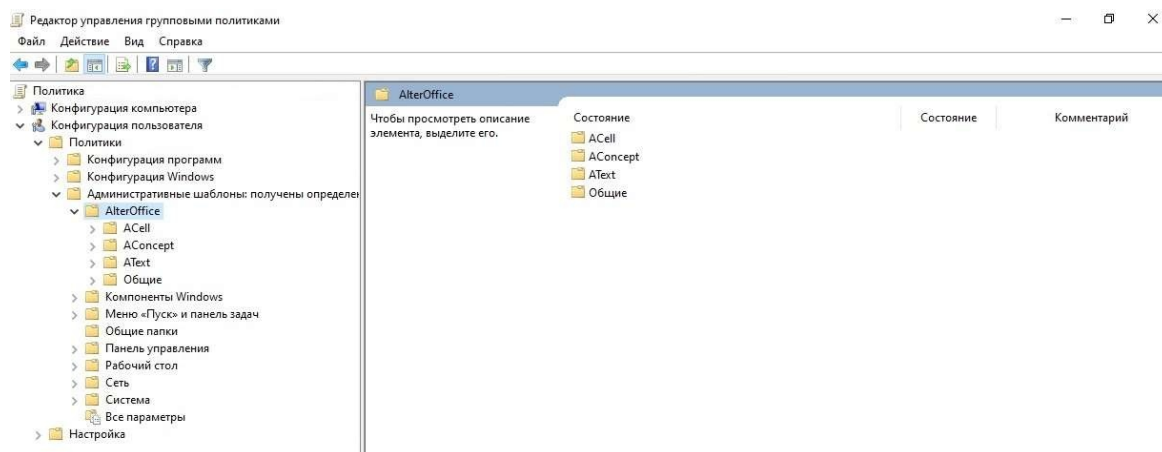 Редактор управления групповыми политиками
Файл Действие Вид Справка
Политика
Конфигурация компьютера
Конфигурация пользователя
Политики
Конфигурация программ
Конфигурация Windows
Административные шаблоны: получены определен
AlterOffice
ACell
AConcept
AText
Общие
Компоненты Windows
Меню «Пуск» и панель задач
Общие папки
Панель управления
Рабочий стол
Сеть
Система
Все параметры
Настройка
AlterOffice
Чтобы просмотреть описание
элемента, выделите его.
Состояние Состояние Комментарий
ACell
AConcept
AText
Общие